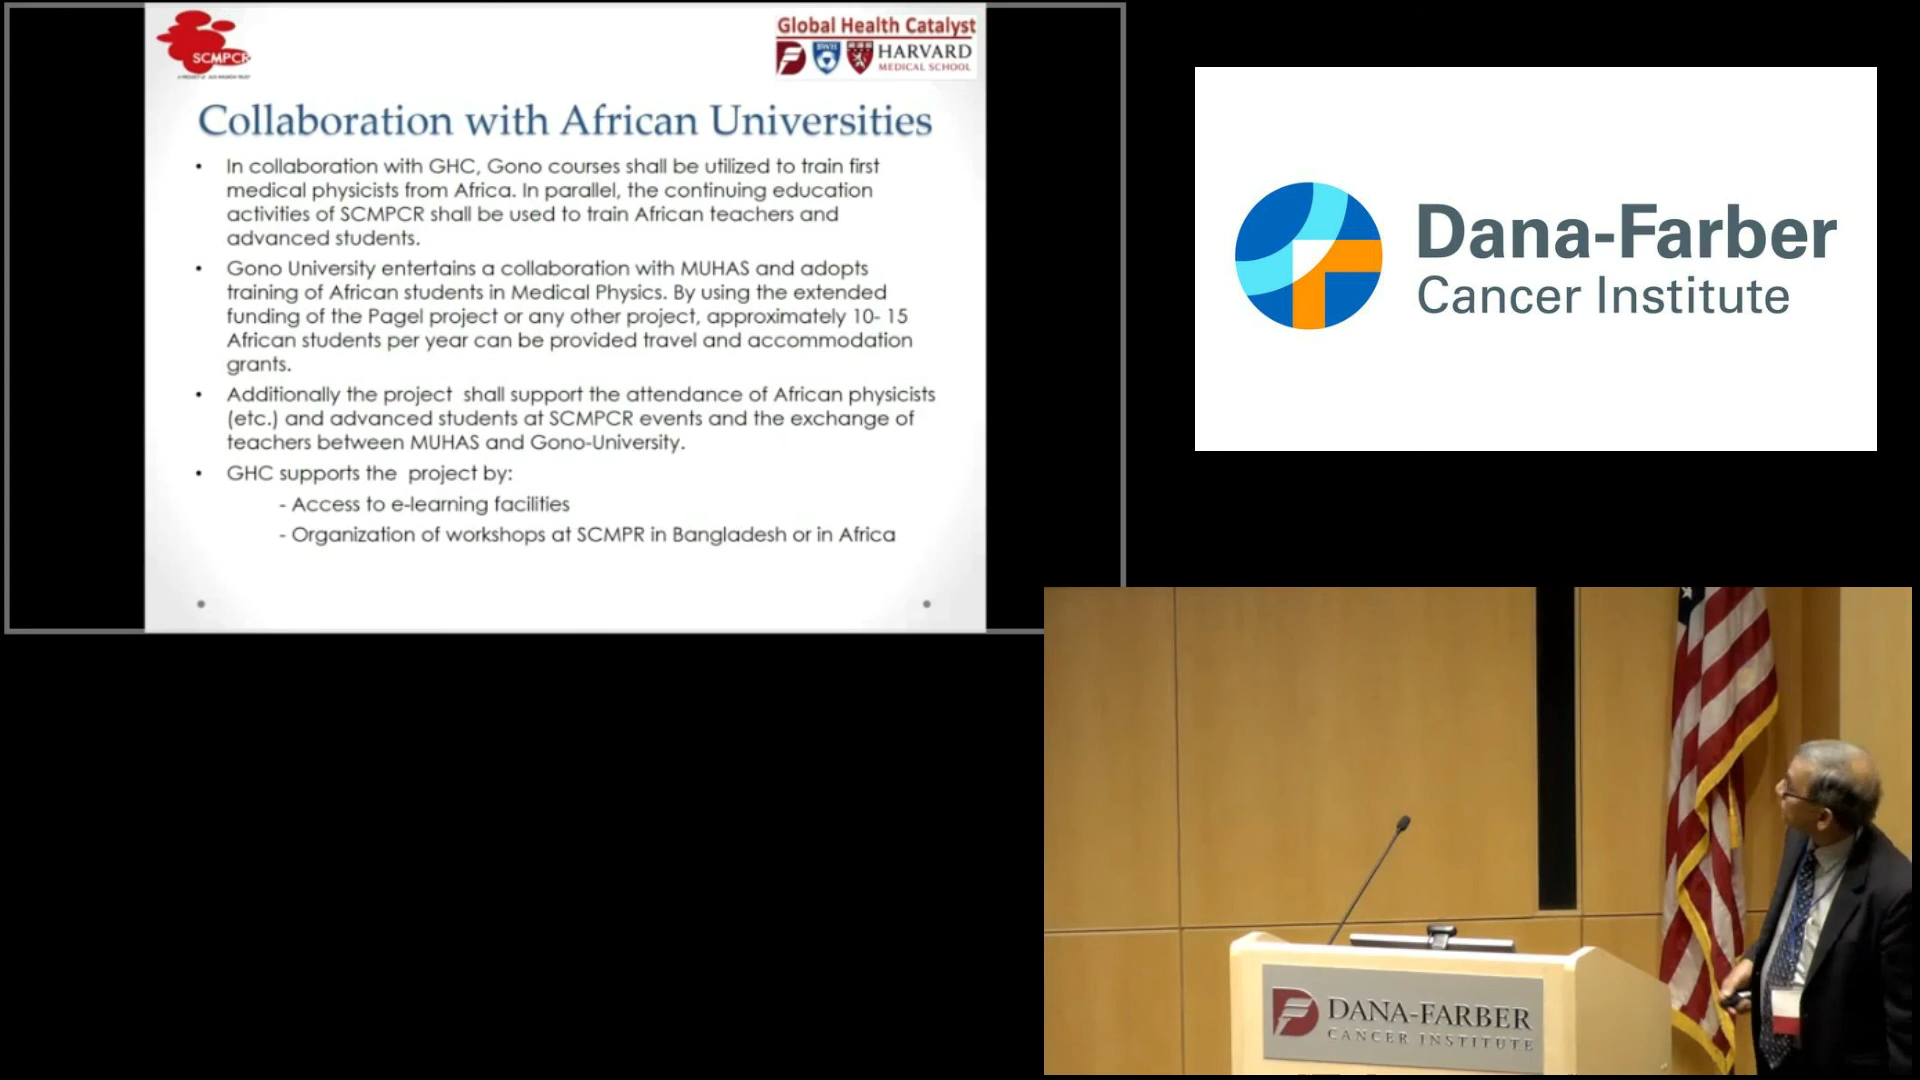 SCMPCR
Global Health Catalyst
BWH
HARVARD
MEDICAL SCHOOL
Collaboration with African Universities
• In collaboration with GHC, Gono courses shall be utilized to train first
medical physicists from Africa. In parallel, the continuing education
activities of SCMPCR shall be used to train African teachers and
advanced students.
• Gono University entertains a collaboration with MUHAS and adopts
training of African students in Medical Physics. By using the extended
funding of the Pagel project or any other project, approximately 10- 15
African students per year can be provided travel and accommodation
grants.
• Additionally the project shall support the attendance of African physicists
(etc.) and advanced students at SCMPCR events and the exchange of
teachers between MUHAS and Gono-University.
• GHC supports the project by:
- Access to e-learning facilities
- Organization of workshops at SCMPR in Bangladesh or in Africa
Dana-Farber
Cancer Institute
DANA-FARBER
CANCER INSTITUTE